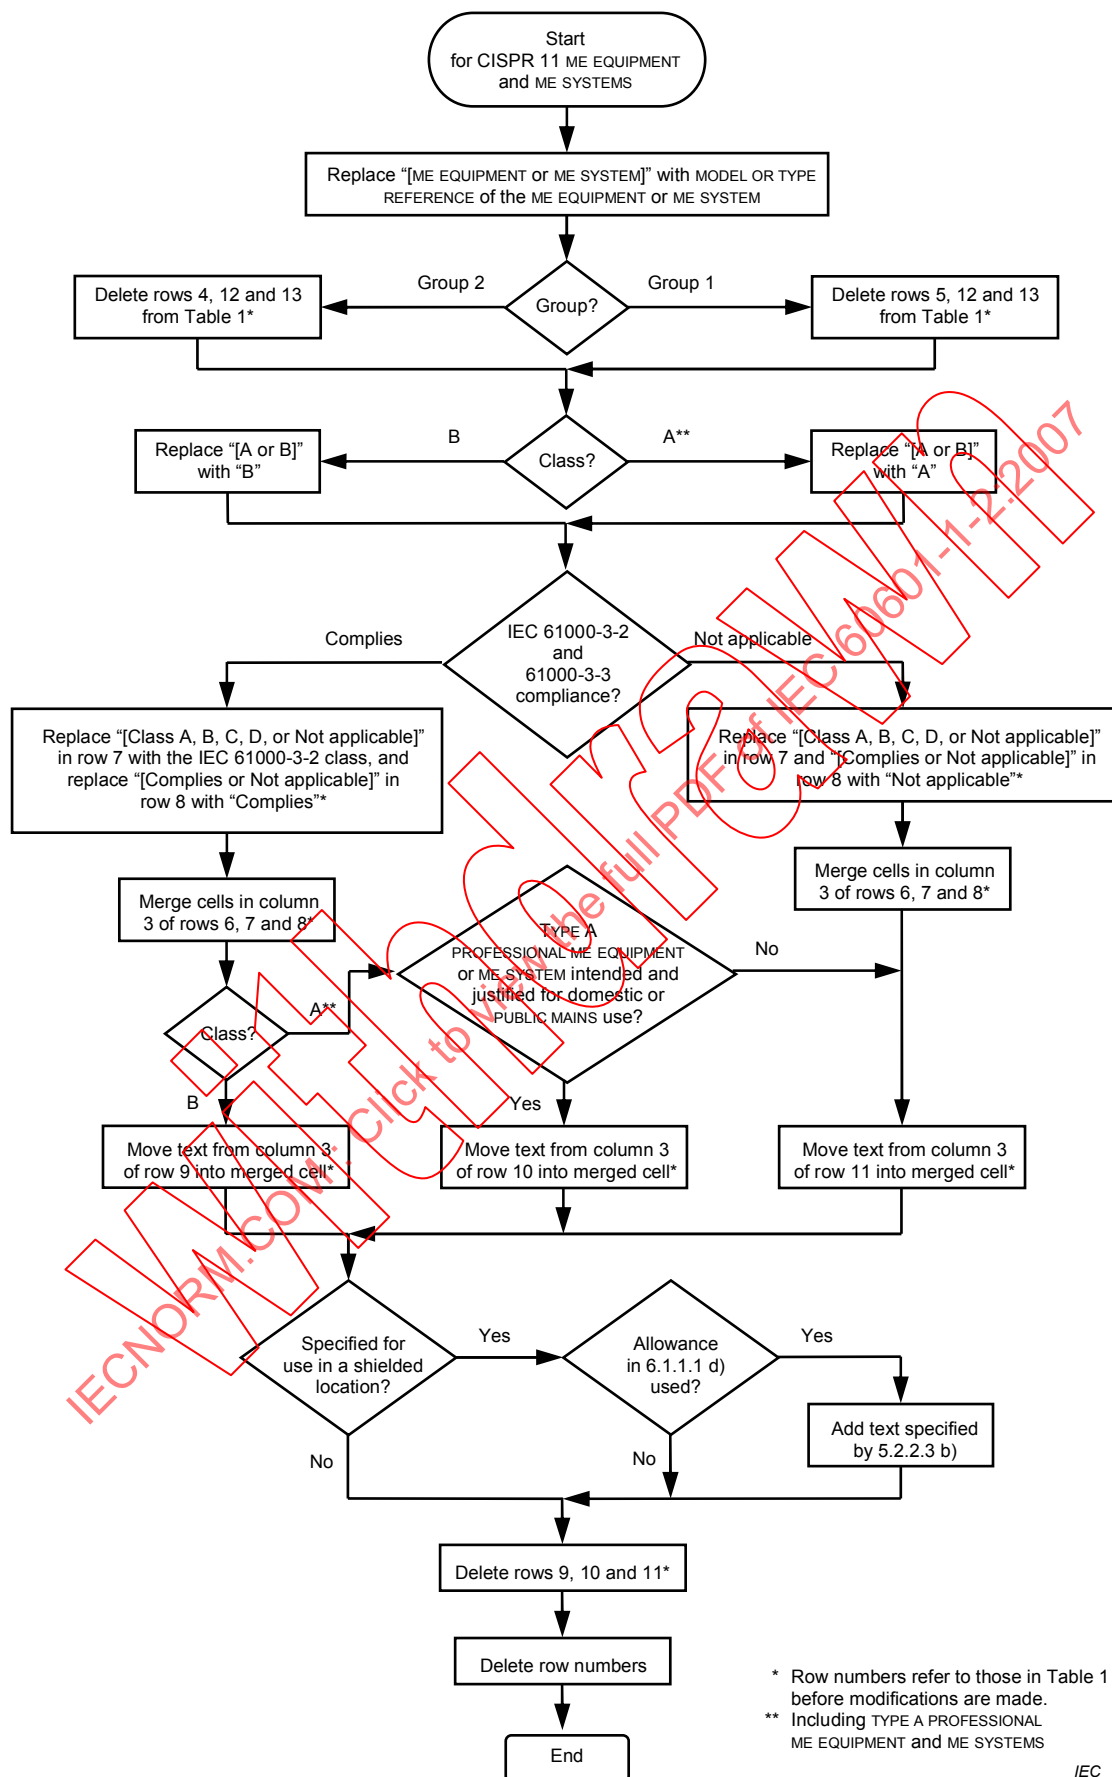 Start
for CISPR 11 ME EQUIPMENT
and ME SYSTEMS
Replace “[ME EQUIPMENT or ME SYSTEM]” with MODEL OR TYPE
REFERENCE of the ME EQUIPMENT or ME SYSTEM
Group 2
Group?
Group 1
Delete rows 4, 12 and 13
from Table 1*
Delete rows 5, 12 and 13
from Table 1*
B
Class?
A**
Replace “[A or B]”
with “B”
Replace “[A or B]”
with “A”
Complies
IEC 61000-3-2
and
61000-3-3
compliance?
Not applicable
Replace “[Class A, B, C, D, or Not applicable]”
in row 7 with the IEC 61000-3-2 class, and
replace “[Complies or Not applicable]” in
row 8 with “Complies”*
Replace “[Class A, B, C, D, or Not applicable]”
in row 7 and “[Complies or Not applicable]” in
row 8 with “Not applicable”*
Merge cells in column
3 of rows 6, 7 and 8*
Merge cells in column
3 of rows 6, 7 and 8*
TYPE A
PROFESSIONAL ME EQUIPMENT
or ME SYSTEM intended and
justified for domestic or
PUBLIC MAINS use?
No
Class?
A**
B
Yes
Move text from column 3
of row 9 into merged cell*
Move text from column 3
of row 10 into merged cell*
Move text from column 3
of row 11 into merged cell*
Specified for
use in a shielded
location?
Yes
Allowance
in 6.1.1.1 d)
used?
Yes
Add text specified
by 5.2.2.3 b)
No
No
Delete rows 9, 10 and 11*
Delete row numbers
End
* Row numbers refer to those in Table 1
before modifications are made.
** Including TYPE A PROFESSIONAL
ME EQUIPMENT and ME SYSTEMS
IEC
IECNORM.COM: Click to view the full PDF of IEC 60601-1-2:2007
Withdrawn